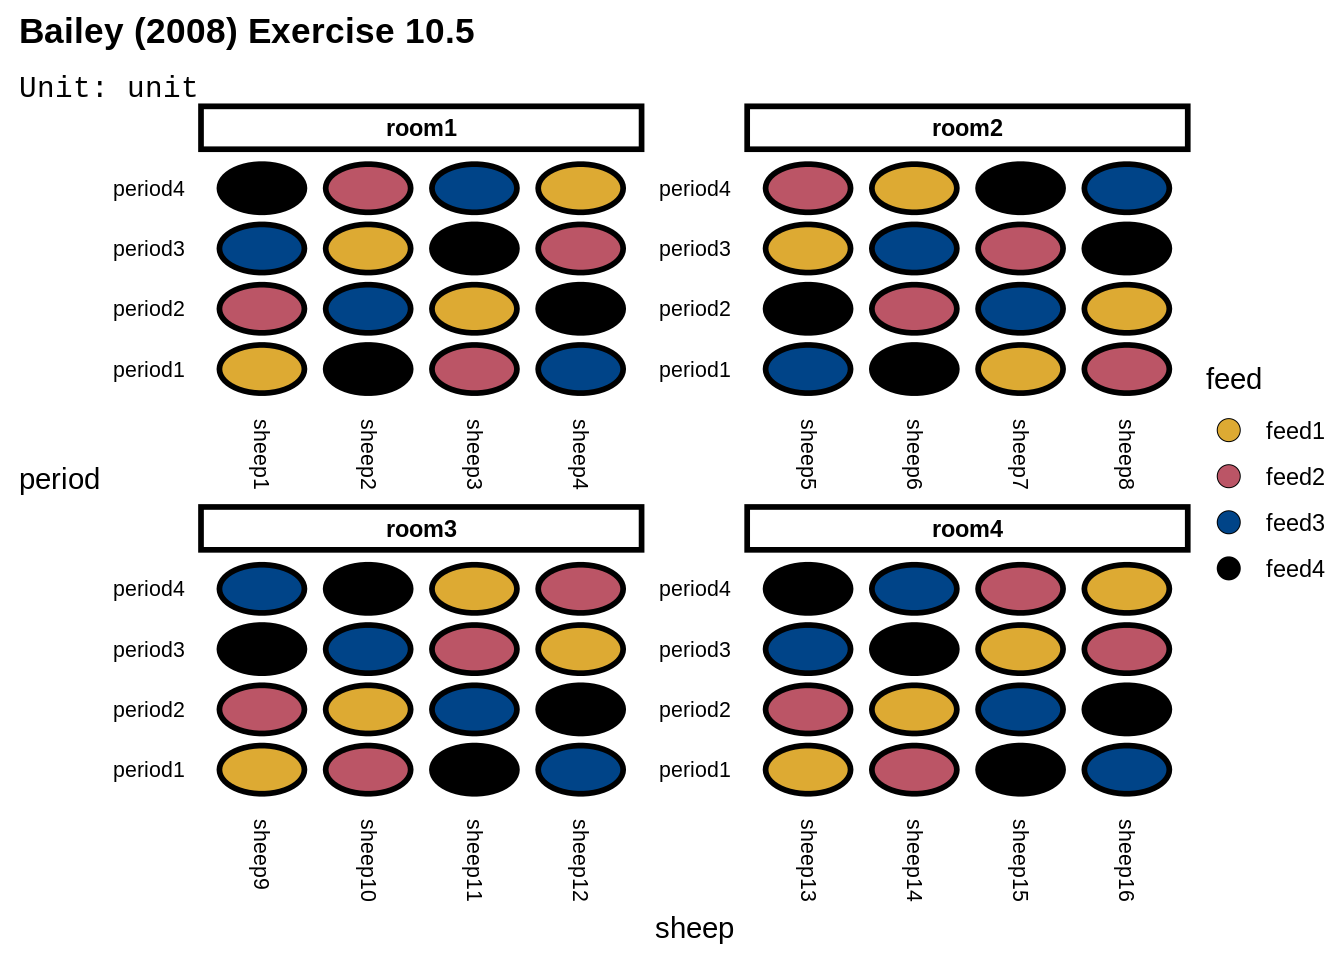 Bailey (2008) Exercise 10.5
Unit: unit
room1
room2
period4
period3
period2
period1
period4
period3
period2
period1
sheep1
sheep2
sheep3
sheep4
sheep5
sheep6
sheep7
sheep8
period
room3
room4
period4
period3
period2
period1
period4
period3
period2
period1
sheep9
sheep10
sheep11
sheep12
sheep13
sheep14
sheep15
sheep16
sheep
feed
feed1
feed2
feed3
feed4